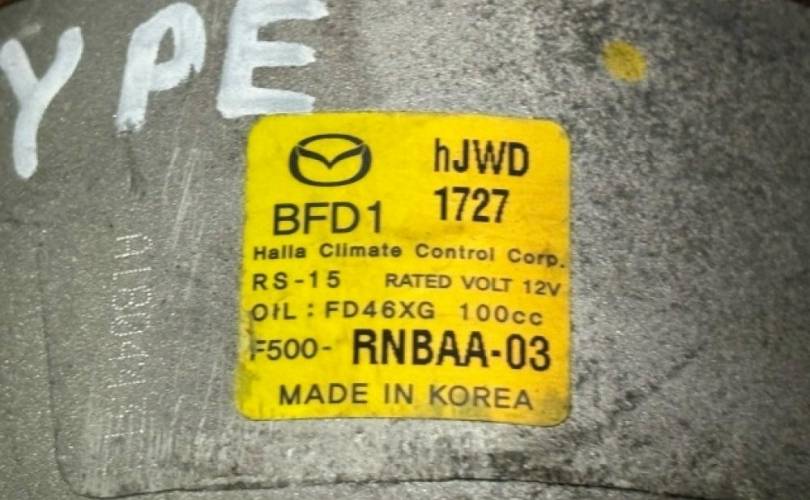 YPE
hJWD
BFD1 1727
Halla Climate Control Corp.
RS-15 RATED VOLT 12V
OIL : FD46XG 100cc
F500- RNBAA-03
MADE IN KOREA